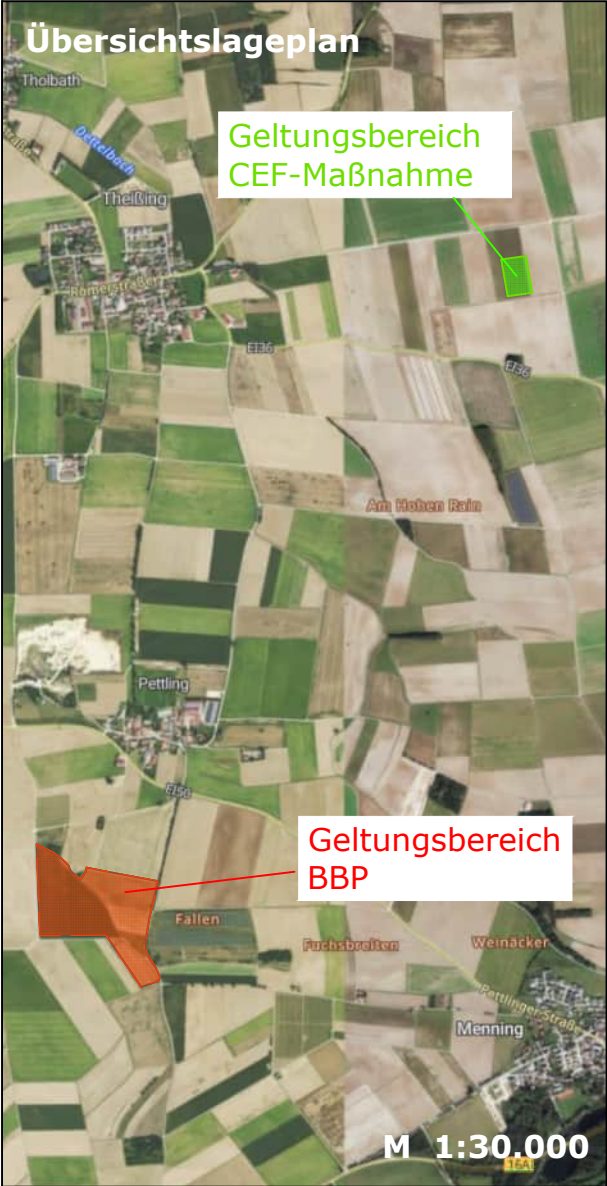 Übersichtslageplan
Tholbath
Dettelbach
Geltungsbereich
CEF-Maßnahme
Theißing
Römerstraße
EI36
EI36
Am Hohen Rain
Pettling
Geltungsbereich
BBP
Fallen
Fuchsbreiten
Weinäcker
Pettlinger Straße
Menning
M 1:30.000
16A